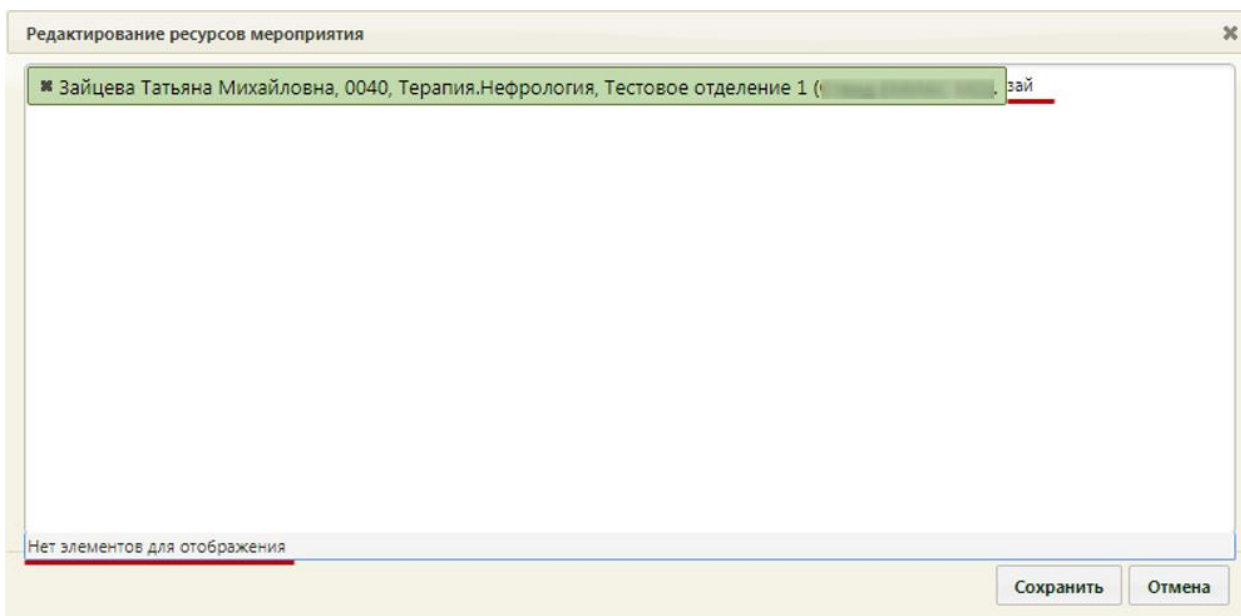 Редактирование ресурсов мероприятия
Зайцева Татьяна Михайловна, 0040, Терапия.Нефрология, Тестовое отделение 1 ( зай
Нет элементов для отображения
Сохранить Отмена